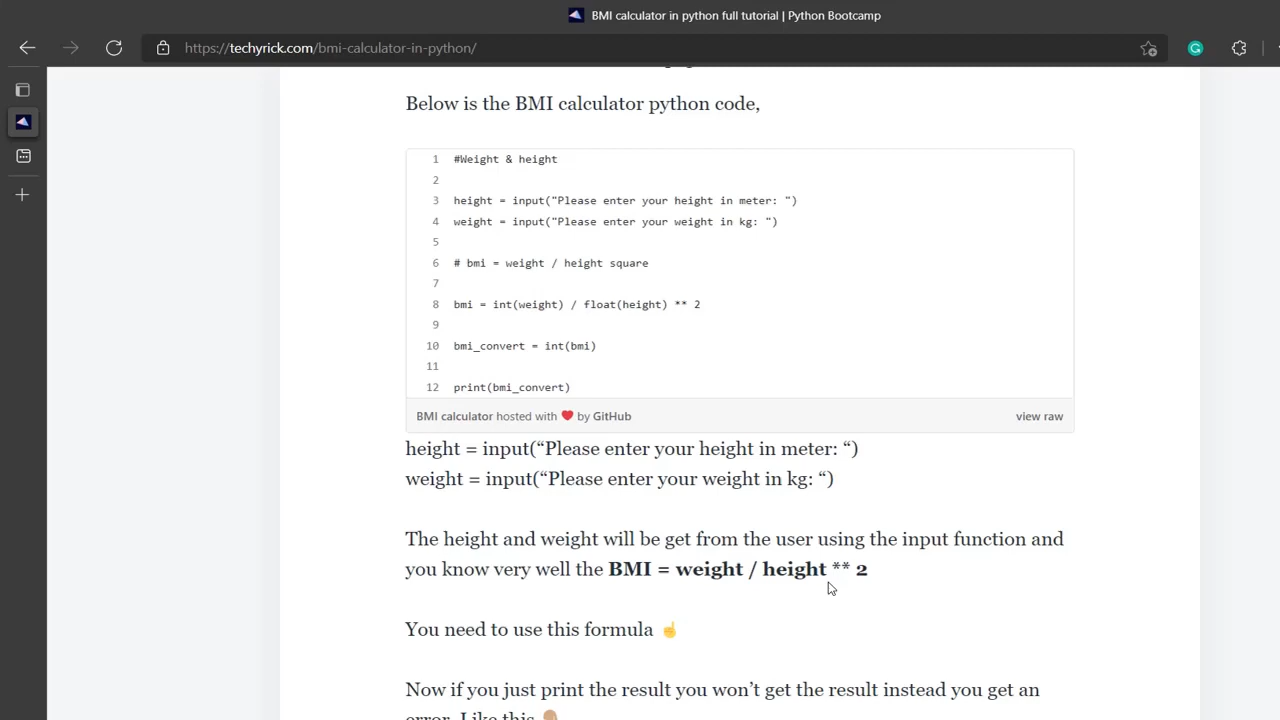 BMI calculator in python full tutorial | Python Bootcamp
https://techyrick.com/bmi-calculator-in-python/
Below is the BMI calculator python code,
1 #Weight & height
2
3 height = input("Please enter your height in meter: ")
4 weight = input("Please enter your weight in kg: ")
5
6 # bmi = weight / height square
7
8 bmi = int(weight) / float(height) ** 2
9
10 bmi_convert = int(bmi)
11
12 print(bmi_convert)
BMI calculator hosted with ❤ by GitHub
view raw
height = input(“Please enter your height in meter: “)
weight = input(“Please enter your weight in kg: “)
The height and weight will be get from the user using the input function and
you know very well the BMI = weight / height ** 2
You need to use this formula ☝
Now if you just print the result you won’t get the result instead you get an
error. Like this